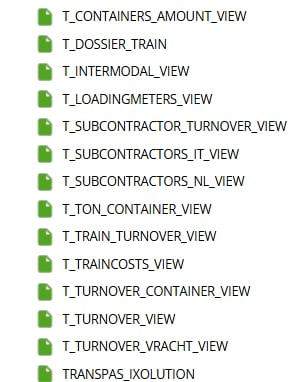 T_CONTAINERS_AMOUNT_VIEW
T_DOSSIER_TRAIN
T_INTERMODAL_VIEW
T_LOADINGMETERS_VIEW
T_SUBCONTRACTOR_TURNOVER_VIEW
T_SUBCONTRACTORS_IT_VIEW
T_SUBCONTRACTORS_NL_VIEW
T_TON_CONTAINER_VIEW
T_TRAIN_TURNOVER_VIEW
T_TRAINCOSTS_VIEW
T_TURNOVER_CONTAINER_VIEW
T_TURNOVER_VIEW
T_TURNOVER_VRACHT_VIEW
TRANSPAS_IXOLUTION